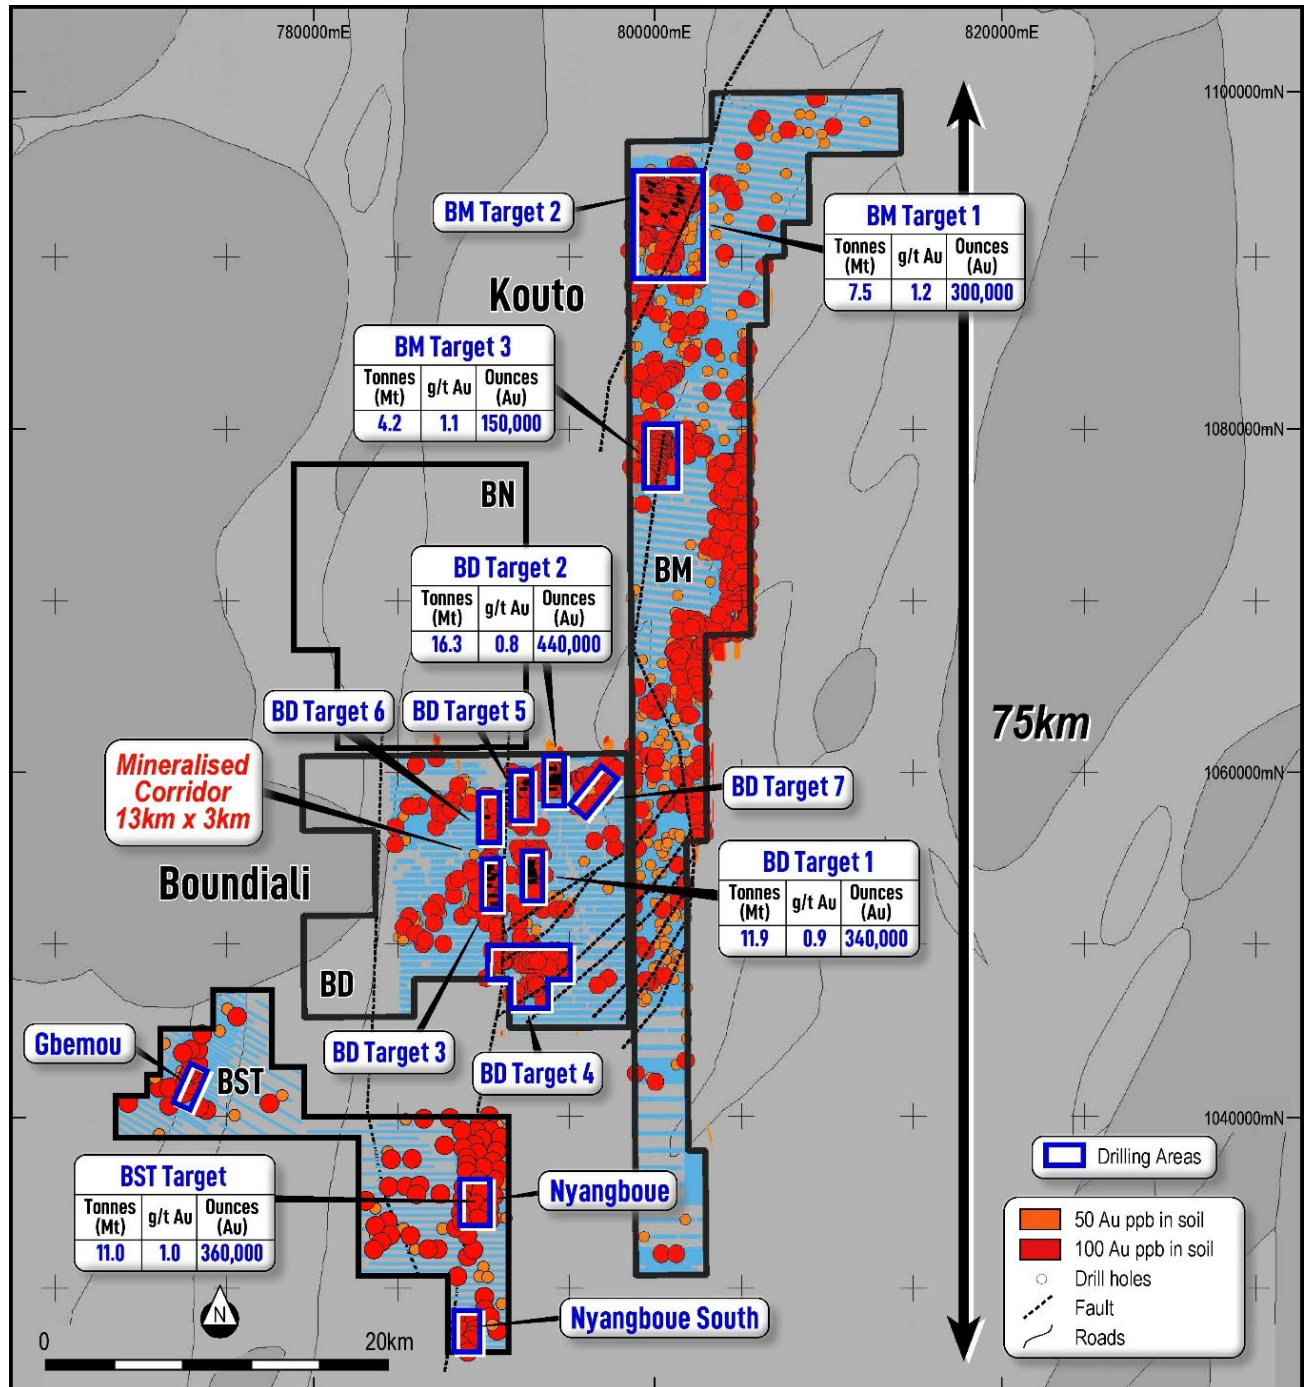 780000mE
800000mE
820000mE
1100000mN
BM Target 2
BM Target 1
Tonnes (Mt) g/t Au Ounces (Au)
7.5 1.2 300,000
Kouto
BM Target 3
Tonnes (Mt) g/t Au Ounces (Au)
4.2 1.1 150,000
1080000mN
BN
BM
BD Target 2
Tonnes (Mt) g/t Au Ounces (Au)
16.3 0.8 440,000
BD Target 6
BD Target 5
75km
Mineralised
Corridor
13km x 3km
1060000mN
BD Target 7
Boundiali
BD Target 1
Tonnes (Mt) g/t Au Ounces (Au)
11.9 0.9 340,000
BD
BD Target 3
BD Target 4
Gbemou
BST
1040000mN
BST Target
Tonnes (Mt) g/t Au Ounces (Au)
11.0 1.0 360,000
Nyangboue
Nyangboue South
N
0 20km
Drilling Areas
50 Au ppb in soil
100 Au ppb in soil
Drill holes
Fault
Roads